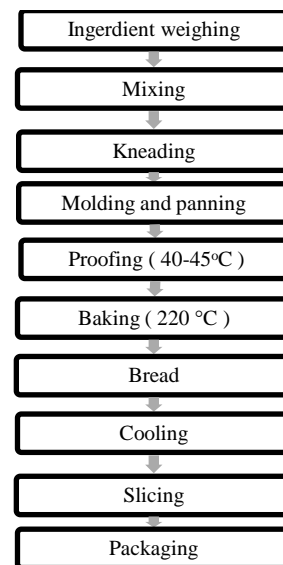 Ingerdient weighing
Mixing
Kneading
Molding and panning
Proofing ( 40-45ºC )
Baking ( 220 °C )
Bread
Cooling
Slicing
Packaging